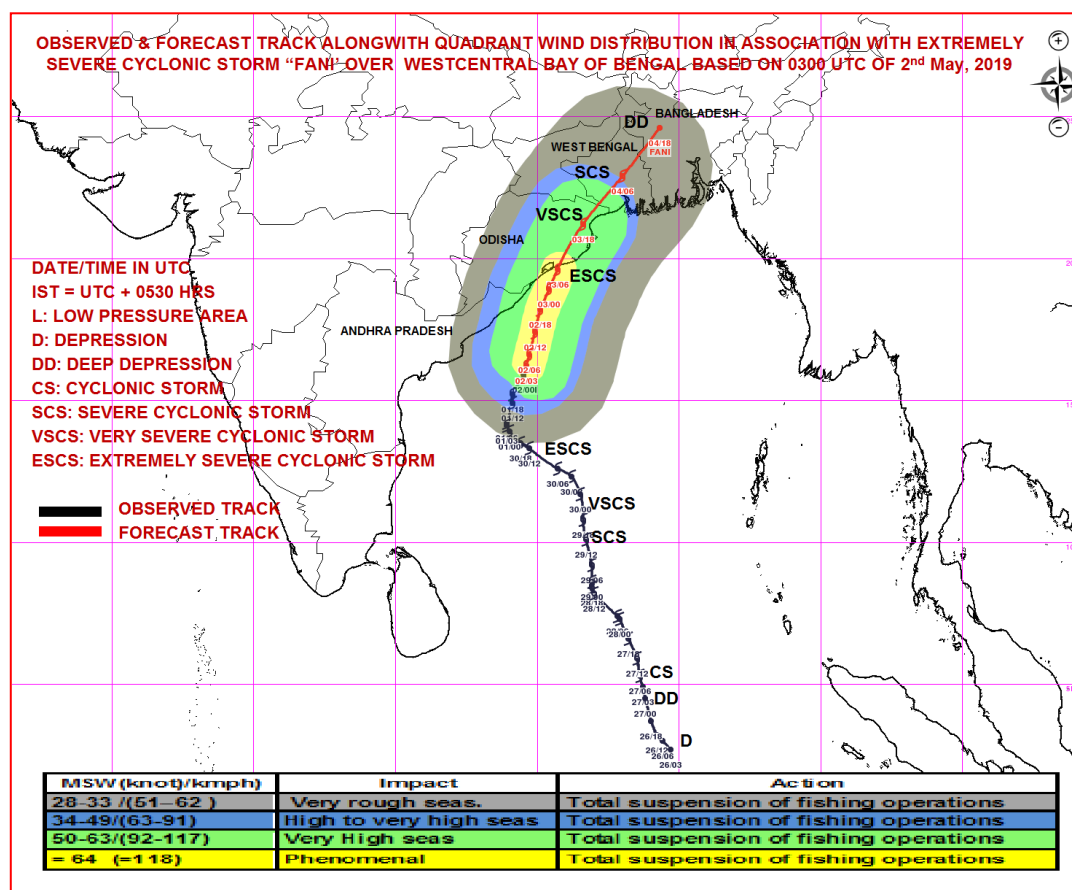 OBSERVED & FORECAST TRACK ALONGWITH QUADRANT WIND DISTRIBUTION IN ASSOCIATION WITH EXTREMELY
SEVERE CYCLONIC STORM “FANI’ OVER WESTCENTRAL BAY OF BENGAL BASED ON 0300 UTC OF 2nd May, 2019
DD
BANGLADESH
WEST BENGAL
04/18
FANI
SCS
04/06
VSCS
03/18
ODISHA
ESCS
03/06
03/00
02/18
ANDHRA PRADESH
02/12
02/06
02/03
02/00
01/18
01/03
01/00
DATE/TIME IN UTC
IST = UTC + 0530 HRS
L: LOW PRESSURE AREA
D: DEPRESSION
DD: DEEP DEPRESSION
CS: CYCLONIC STORM
SCS: SEVERE CYCLONIC STORM
VSCS: VERY SEVERE CYCLONIC STORM
ESCS: EXTREMELY SEVERE CYCLONIC STORM
OBSERVED TRACK
FORECAST TRACK
ESCS
30/18
30/12
30/06
VSCS
30/00
SCS
29/12
29/06
28/12
28/00
27/18
CS
27/12
27/06
DD
27/03
27/00
26/18
D
26/12
26/06
26/03
MSW(knot)/kmph) Impact Action
28-33 /(51–62 ) Very rough seas. Total suspension of fishing operations
34-49/(63-91) High to very high seas Total suspension of fishing operations
50-63/(92-117) Very High seas Total suspension of fishing operations
= 64 (=118) Phenomenal Total suspension of fishing operations